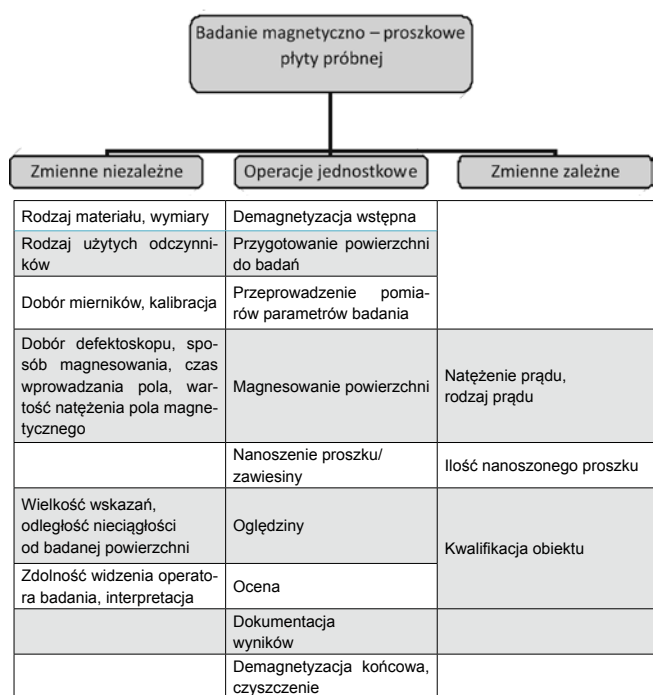 Badanie magnetyczno – proszkowe
płyty próbnej
Zmienne niezależne
Operacje jednostkowe
Zmienne zależne
Rodzaj materiału, wymiary
Demagnetyzacja wstępna
Rodzaj użytych odczynni-
ków
Przygotowanie powierzchni
do badań
Dobór mierników, kalibracja
Przeprowadzenie pomia-
rów parametrów badania
Dobór defektoskopu, spo-
sób magnesowania, czas
wprowadzania pola, war-
tość natężenia pola magne-
tycznego
Magnesowanie powierzchni
Natężenie prądu,
rodzaj prądu
Nanoszenie proszku/
zawiesiny
Ilość nanoszonego proszku
Wielkość wskazań,
odległość nieciągłości
od badanej powierzchni
Oględziny
Kwalifikacja obiektu
Zdolność widzenia operato-
ra badania, interpretacja
Ocena
Dokumentacja
wyników
Demagnetyzacja końcowa,
czyszczenie